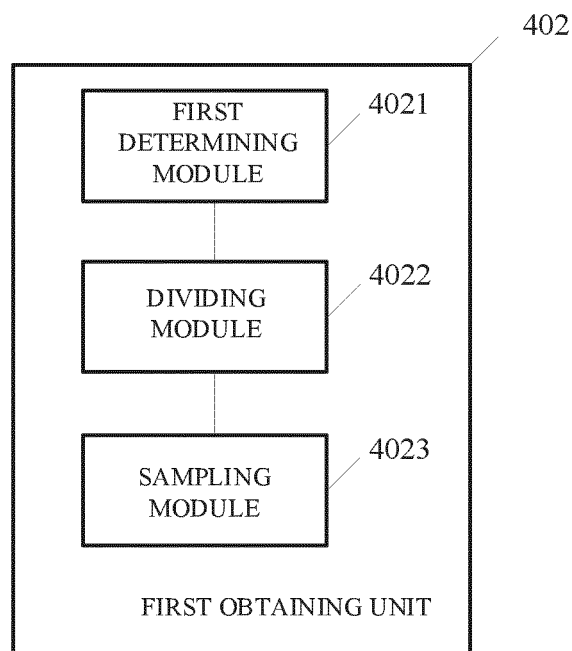 402
FIRST
DETERMINING
MODULE
4021
DIVIDING
MODULE
4022
SAMPLING
MODULE
4023
FIRST OBTAINING UNIT